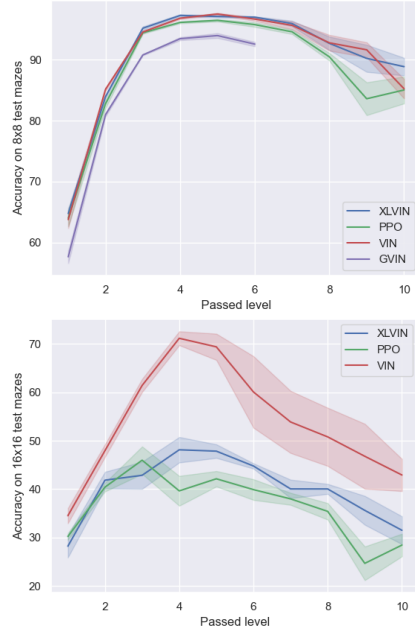 Accuracy on 8x8 test mazes
90
80
70
60
XLVIN
PPO
VIN
GVIN
2
4
6
8
10
Passed level
Accuracy on 16x16 test mazes
70
60
50
40
30
20
XLVIN
PPO
VIN
2
4
6
8
10
Passed level